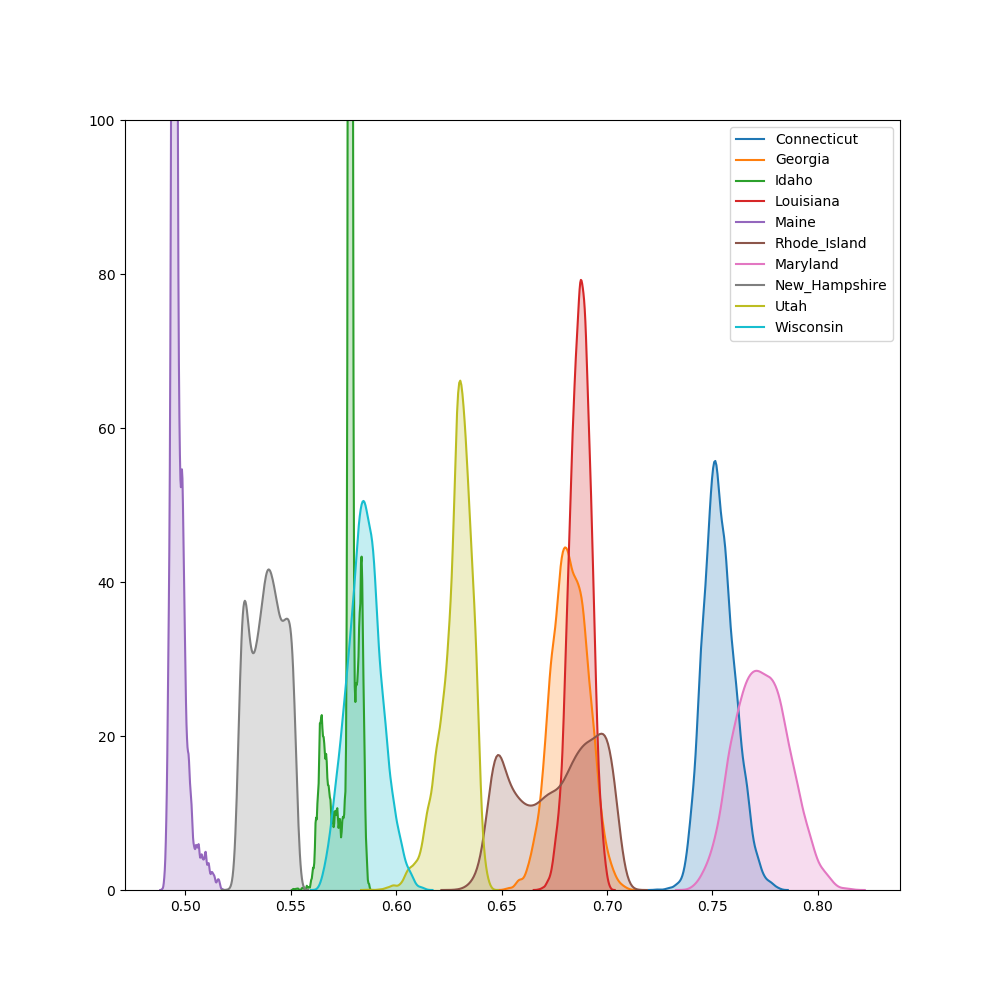 100
80
60
40
20
0
0.50 0.55 0.60 0.65 0.70 0.75 0.80
Connecticut
Georgia
Idaho
Louisiana
Maine
Rhode_Island
Maryland
New_Hampshire
Utah
Wisconsin